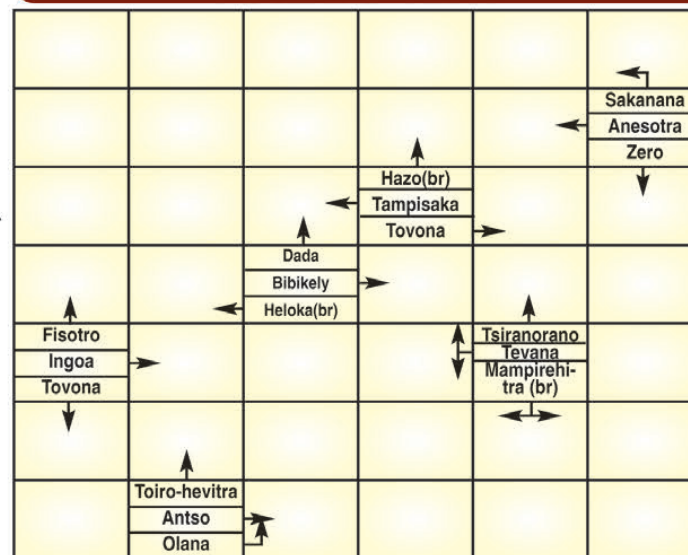 Sakanana
Anesotra
Zero
Hazo(br)
Tampisaka
Tovona
Dada
Bibikely
Heloka(br)
Fisotro
Ingoa
Tovona
Tsiranorano
Tevana
Mampirehi-
tra (br)
Toiro-hevitra
Antso
Olana